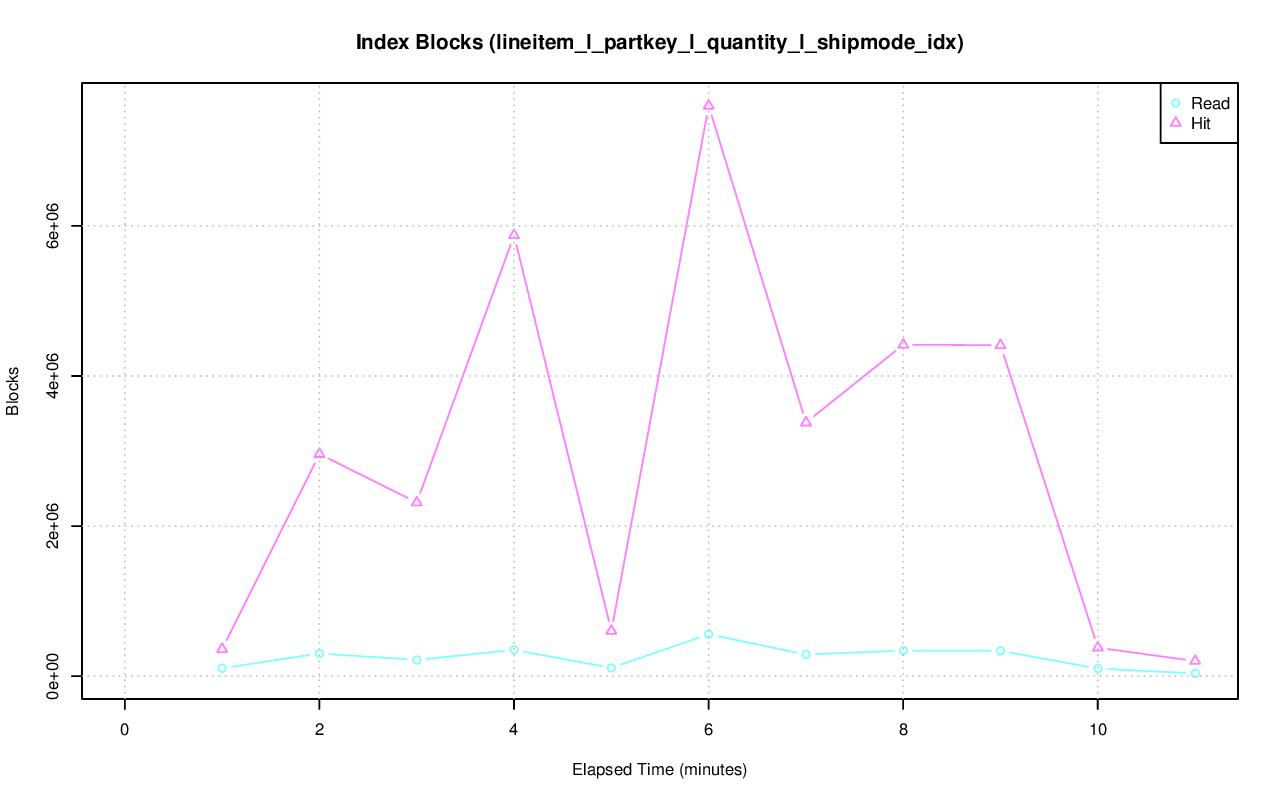 Index Blocks (lineitem_l_partkey_l_quantity_l_shipmode_idx)
Read
Hit
Blocks
6e+06
4e+06
2e+06
0e+00
0 2 4 6 8 10
Elapsed Time (minutes)